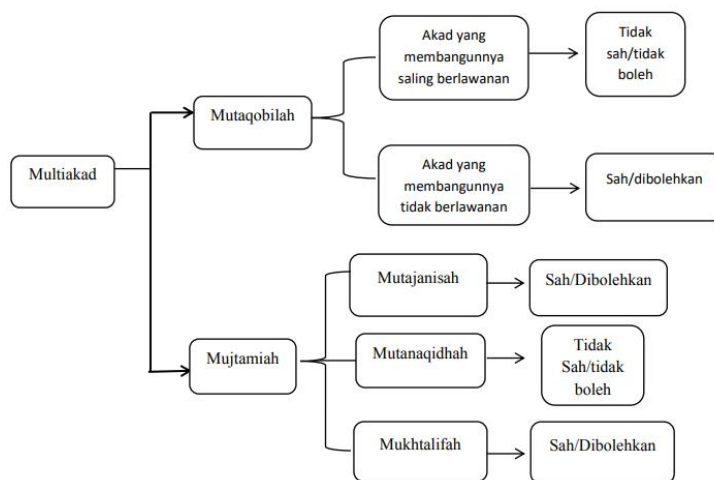 Multiakad
Mutaqobilah
Akad yang
membangunnya
saling berlawanan
Tidak
sah/tidak
boleh
Akad yang
membangunnya
tidak berlawanan
Sah/dibolehkan
Mujtamiah
Mutajanisah
Sah/Dibolehkan
Mutanaqidhah
Tidak
Sah/tidak
boleh
Mukhtalifah
Sah/Dibolehkan